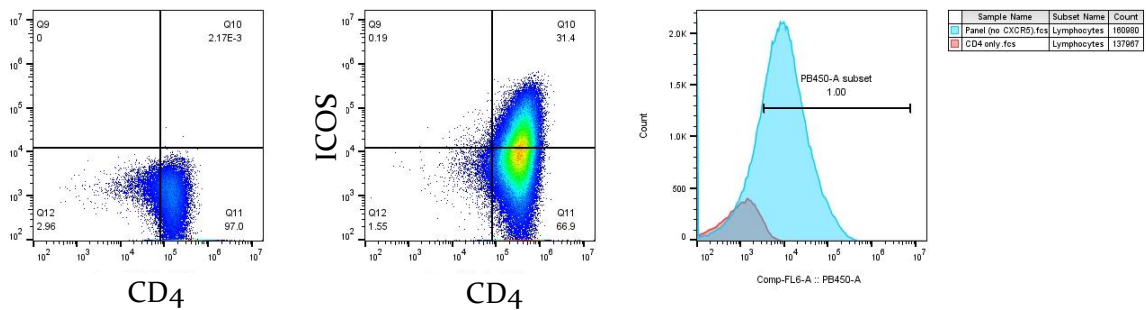 Q9
0
Q10
2.17E-3
Q12
2.96
Q11
97.0
10^7
10^6
10^5
10^4
10^3
10^2
10^2 10^3 10^4 10^5 10^6 10^7
CD4
ICOS
Q9
0.19
Q10
31.4
Q12
1.55
Q11
66.9
10^7
10^6
10^5
10^4
10^3
10^2
10^2 10^3 10^4 10^5 10^6 10^7
CD4
Count
2.0K
1.5K
1.0K
500
0
PB450-A subset
1.00
10^2 10^3 10^4 10^5 10^6 10^7
Comp-FL6-A :: PB450-A
Sample Name Subset Name Count
Panel (no CXCR5).fcs Lymphocytes 160980
CD4 only.fcs Lymphocytes 137967